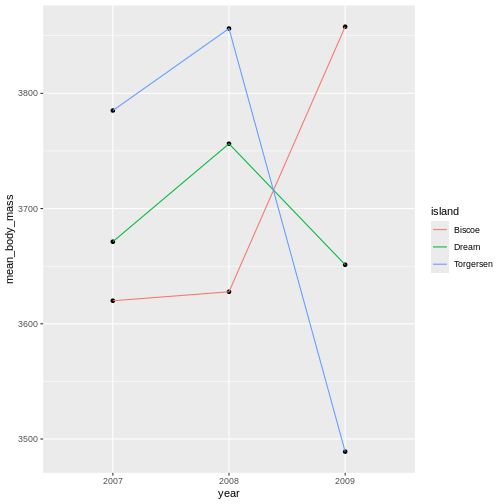 3800
3700
3600
3500
mean_body_mass
2007
2008
2009
year
island
Biscoe
Dream
Torgersen